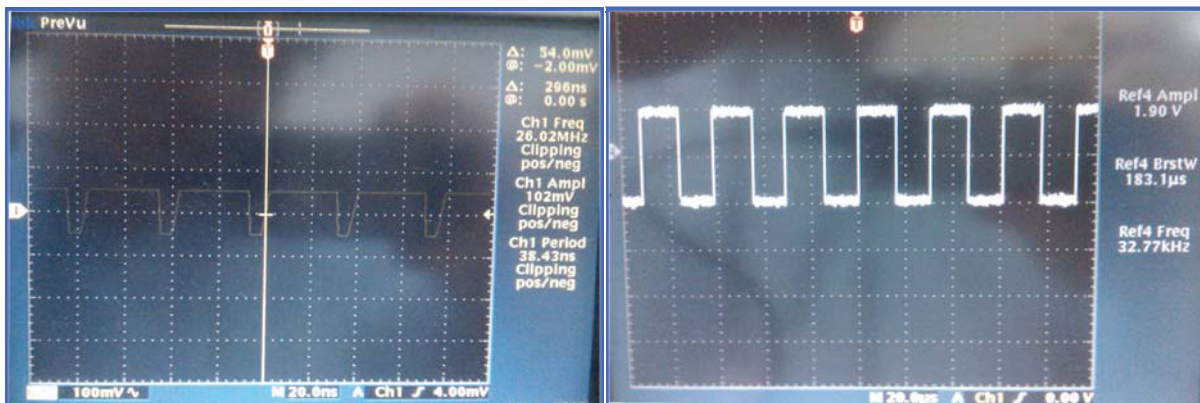 PreVu
Δ: 54.0mV
@: -2.00mV
Δ: 296ns
@: 0.00 s
Ch1 Freq
26.02MHz
Clipping
pos/neg
Ch1 Ampl
102mV
Clipping
pos/neg
Ch1 Period
38.43ns
Clipping
pos/neg
100mV
M 20.0ns A Ch1 4.00mV
Ref4 Ampl
1.90 V
Ref4 BrstW
183.1µs
Ref4 Freq
32.77kHz
M 20.0µs A Ch1 0.00 V